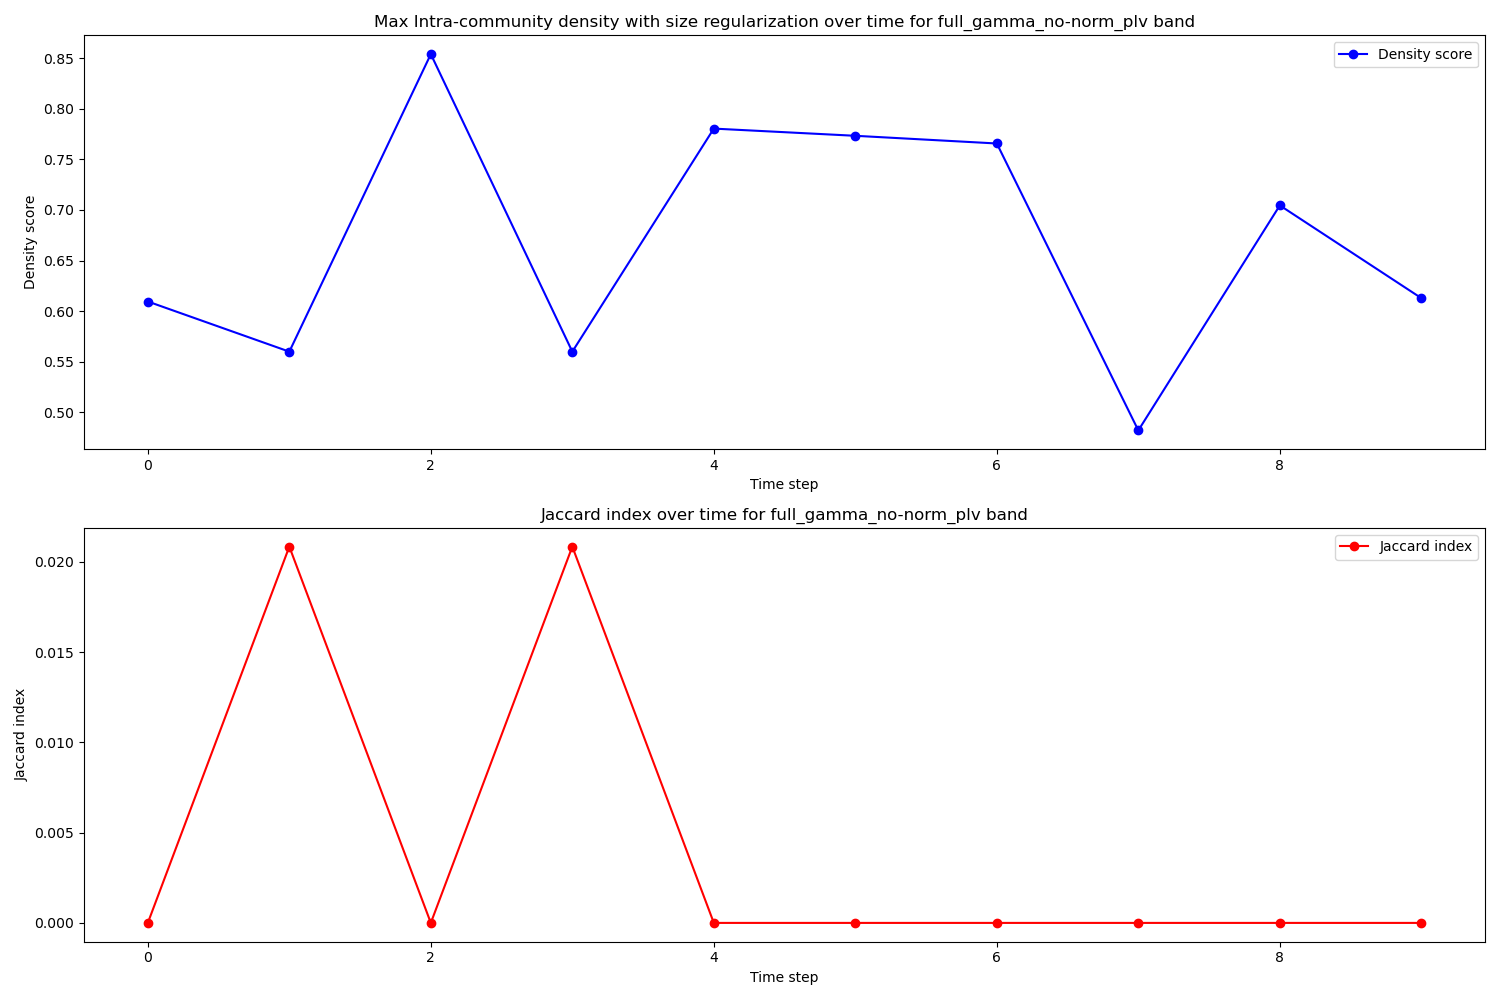 Max Intra-community density with size regularization over time for full_gamma_no-norm_plv band
Density score
0.85
0.80
0.75
0.70
0.65
0.60
0.55
0.50
Density score
0 2 4 6 8
Time step
Jaccard index over time for full_gamma_no-norm_plv band
Jaccard index
0.020
0.015
0.010
0.005
0.000
Jaccard index
0 2 4 6 8
Time step